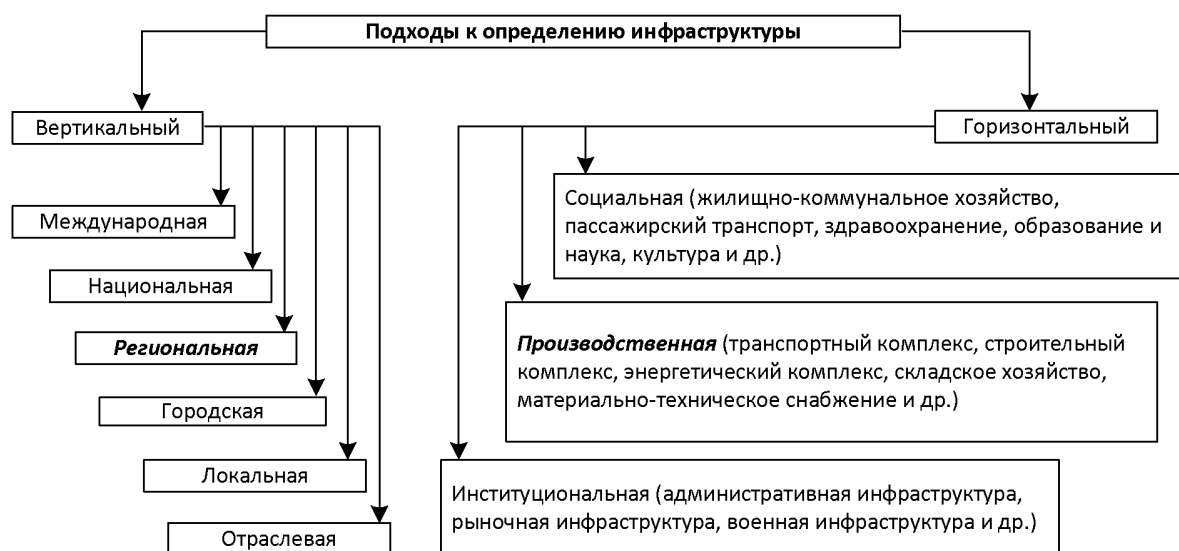 Подходы к определению инфраструктуры
Вертикальный
Горизонтальный
Международная
Национальная
Региональная
Городская
Локальная
Отраслевая
Социальная (жилищно-коммунальное хозяйство,
пассажирский транспорт, здравоохранение, образование и
наука, культура и др.)
Производственная (транспортный комплекс, строительный
комплекс, энергетический комплекс, складское хозяйство,
материально-техническое снабжение и др.)
Институциональная (административная инфраструктура,
рыночная инфраструктура, военная инфраструктура и др.)